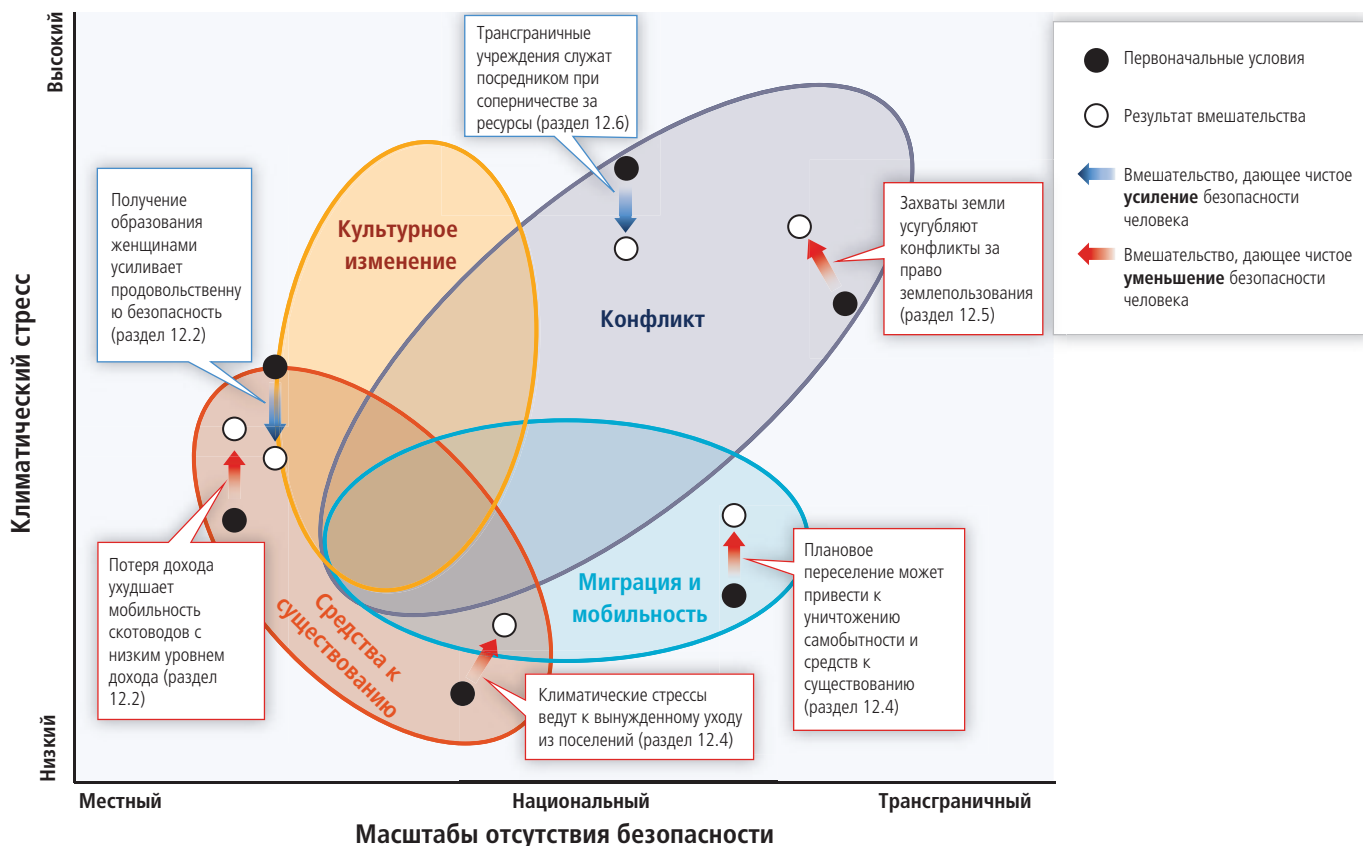 Высокий
Климатический стресс
Низкий
Трансграничные
учреждения служат
посредником при
соперничестве за
ресурсы (раздел 12.6)
Получение
образования
женщинами
усиливает
продовольственну
ю безопасность
(раздел 12.2)
Культурное
изменение
Конфликт
Захваты земли
усугубляют
конфликты за
право
землепользования
(раздел 12.5)
Первоначальные условия
Результат вмешательства
Вмешательство, дающее чистое
усиление безопасности
человека
Вмешательство, дающее чистое
уменьшение безопасности
человека
Потеря дохода
ухудшает
мобильность
скотоводов с
низким уровнем
дохода (раздел
12.2)
Средства к
существованию
Миграция и
мобильность
Плановое
переселение может
привести к
уничтожению
самобытности и
средств к
существованию
(раздел 12.4)
Климатические стрессы
ведут к вынужденному уходу
из поселений (раздел 12.4)
Местный
Национальный
Трансграничный
Масштабы отсутствия безопасности